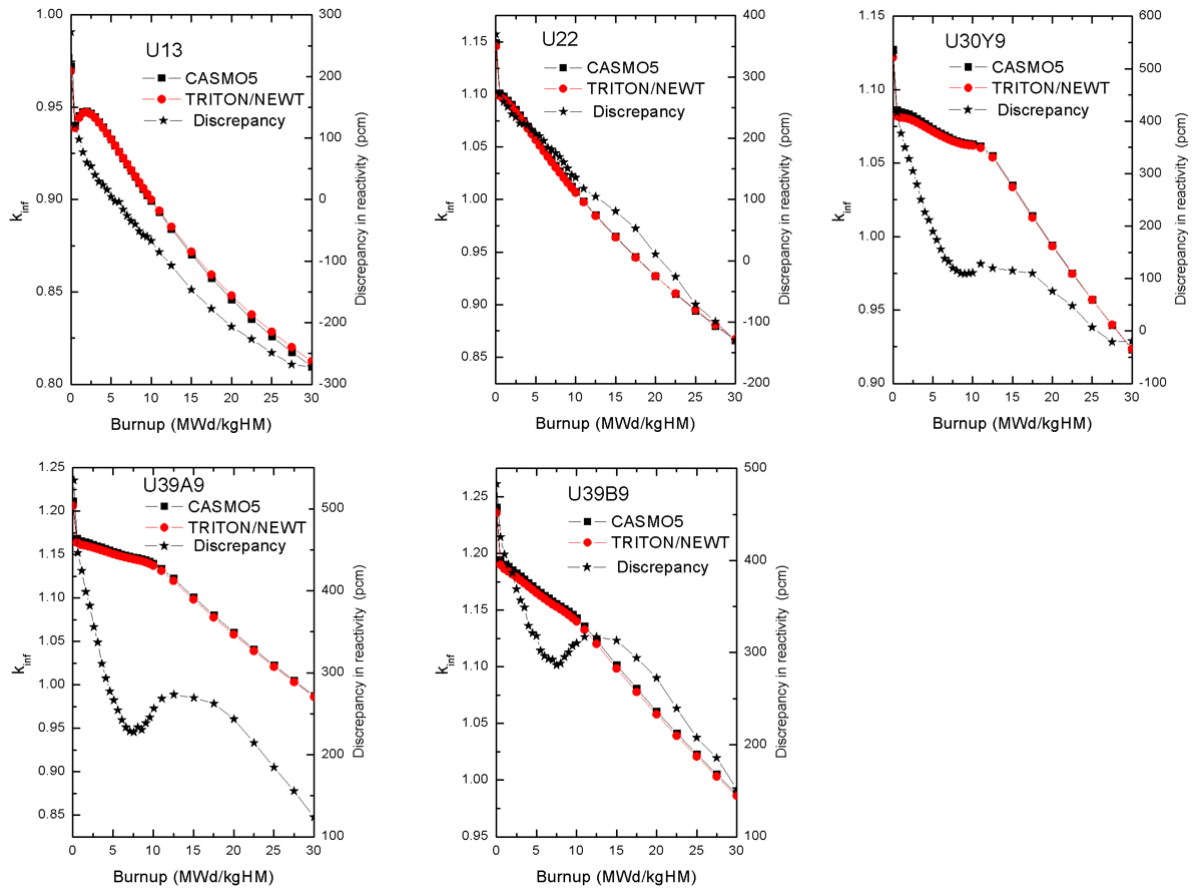 U13
CASMO5
TRITON/NEWT
Discrepancy
1.00
0.95
0.90
0.85
0.80
300
200
100
0
-100
-200
-300
0 5 10 15 20 25 30
k_inf
Discrepancy in reactivity (pcm)
Burnup (MWd/kgHM)
U22
CASMO5
TRITON/NEWT
Discrepancy
1.15
1.10
1.05
1.00
0.95
0.90
0.85
400
300
200
100
0
-100
-200
0 5 10 15 20 25 30
k_inf
Discrepancy in reactivity (pcm)
Burnup (MWd/kgHM)
U30Y9
CASMO5
TRITON/NEWT
Discrepancy
1.15
1.10
1.05
1.00
0.95
0.90
600
500
400
300
200
100
0
-100
0 5 10 15 20 25 30
k_inf
Discrepancy in reactivity (pcm)
Burnup (MWd/kgHM)
U39A9
CASMO5
TRITON/NEWT
Discrepancy
1.25
1.20
1.15
1.10
1.05
1.00
0.95
0.90
0.85
500
400
300
200
100
0 5 10 15 20 25 30
k_inf
Discrepancy in reactivity (pcm)
Burnup (MWd/kgHM)
U39B9
CASMO5
TRITON/NEWT
Discrepancy
1.25
1.20
1.15
1.10
1.05
1.00
0.95
500
400
300
200
100
0 5 10 15 20 25 30
k_inf
Discrepancy in reactivity (pcm)
Burnup (MWd/kgHM)